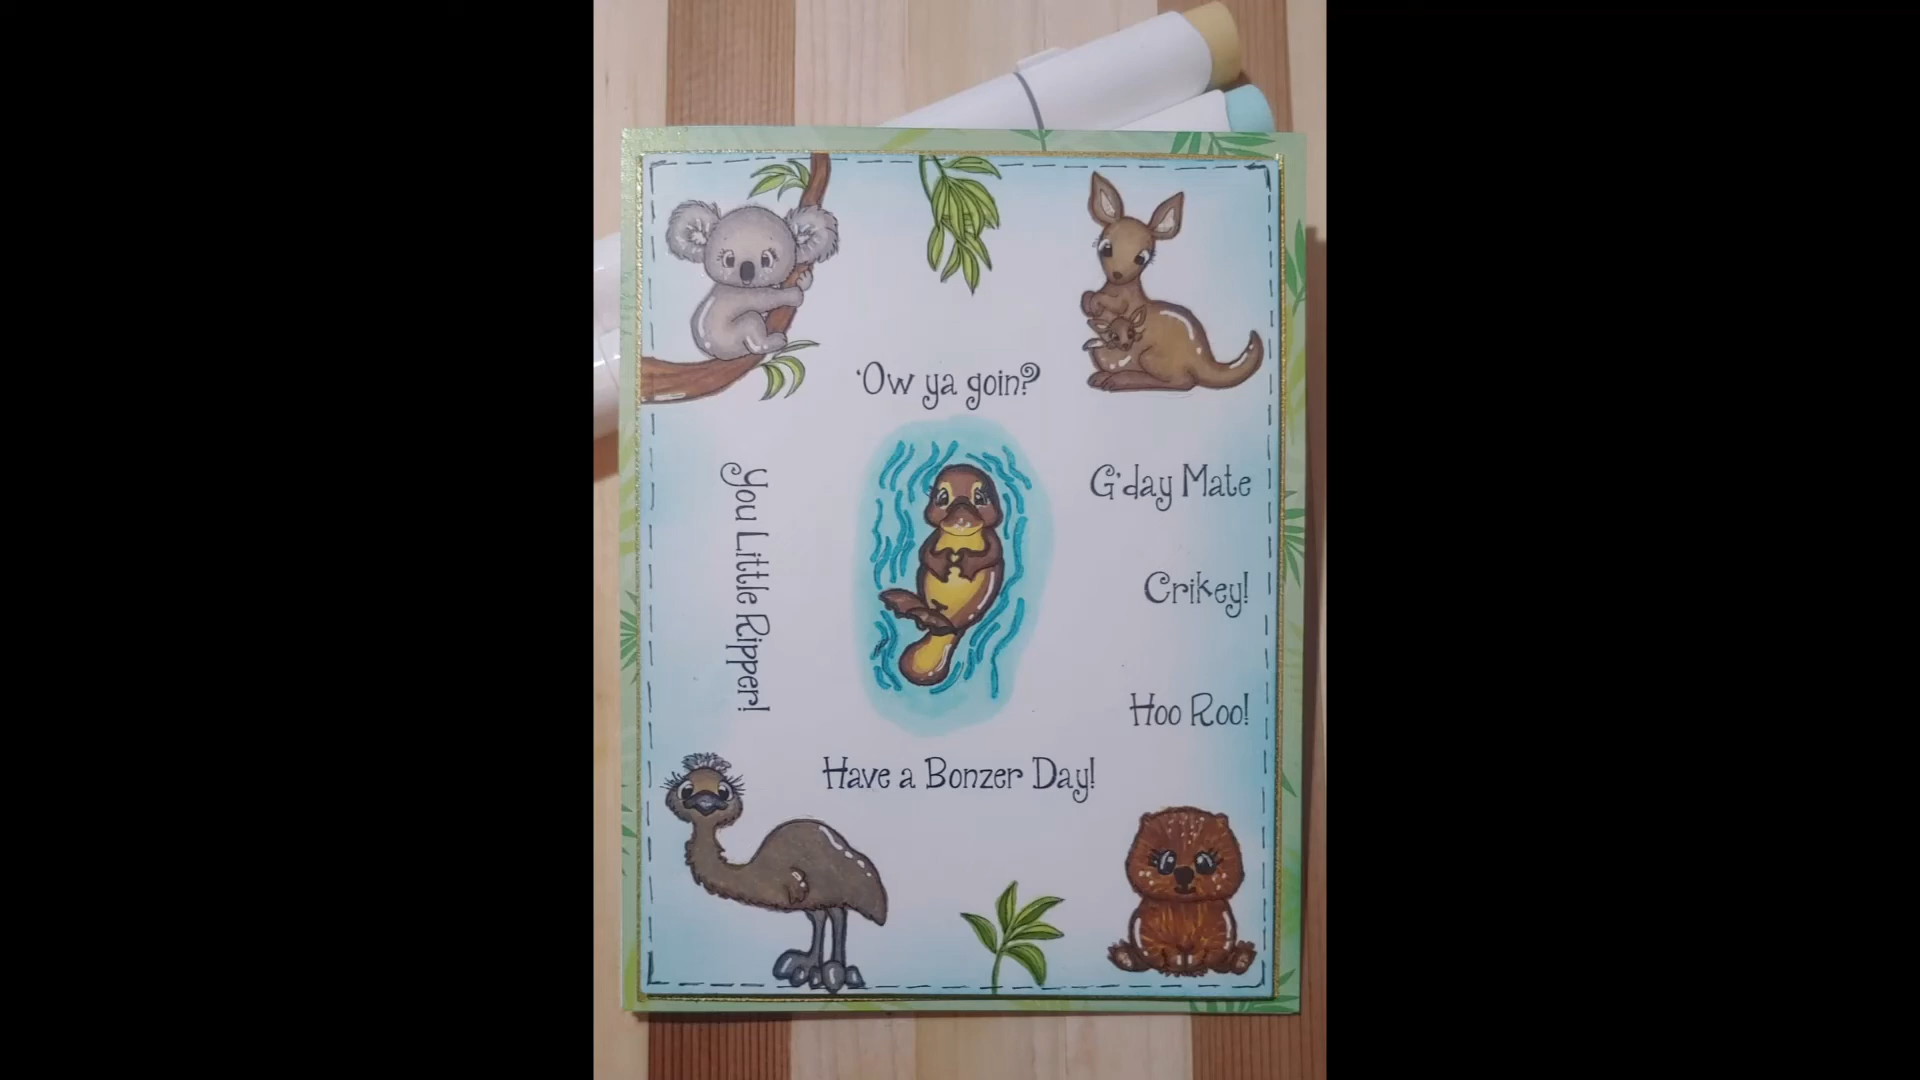 'Ow ya goin?
You Little Ripper!
G'day Mate
Crikey!
Hoo Roo!
Have a Bonzer Day!